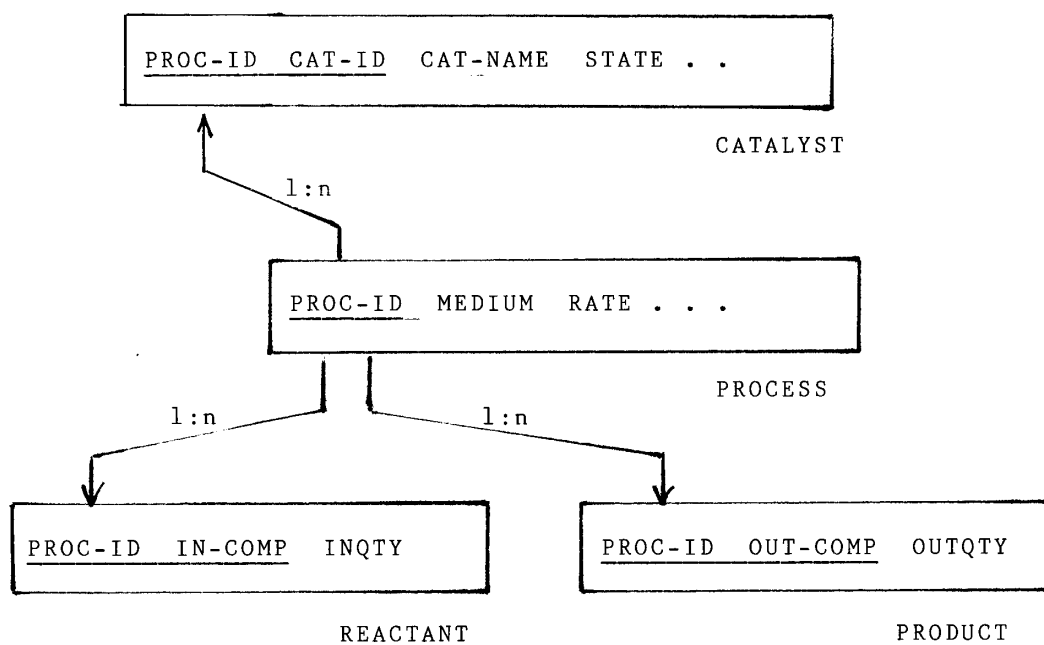 PROC-ID CAT-ID CAT-NAME STATE . .
CATALYST
1:n
PROC-ID MEDIUM RATE . . .
PROCESS
1:n 1:n
PROC-ID IN-COMP INQTY
PROC-ID OUT-COMP OUTQTY
REACTANT
PRODUCT